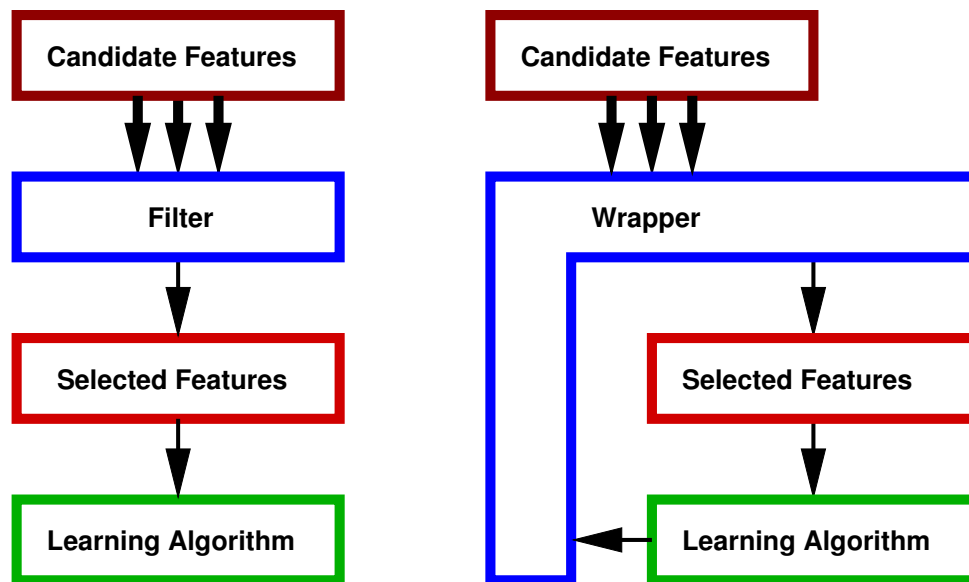 Candidate Features
Filter
Selected Features
Learning Algorithm
Candidate Features
Wrapper
Selected Features
Learning Algorithm